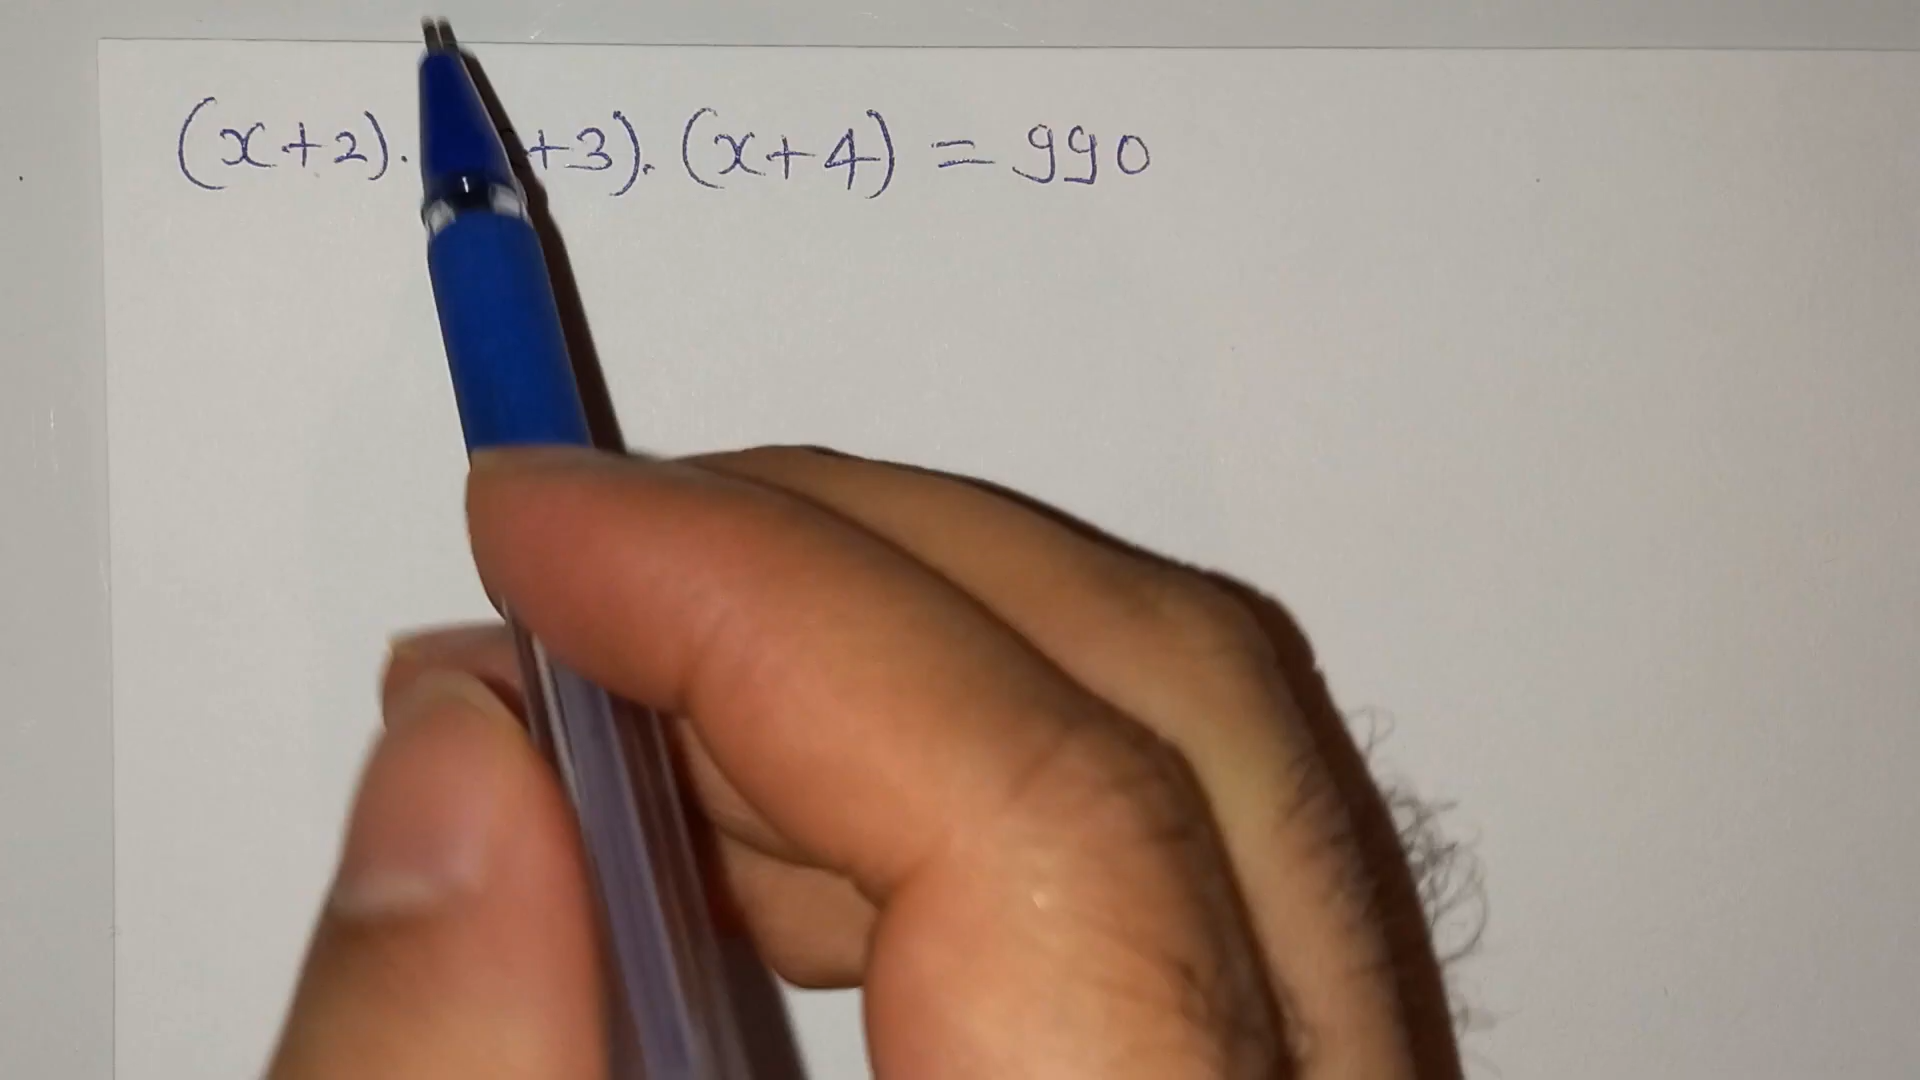 (x+2). +3). (x+4) = 990